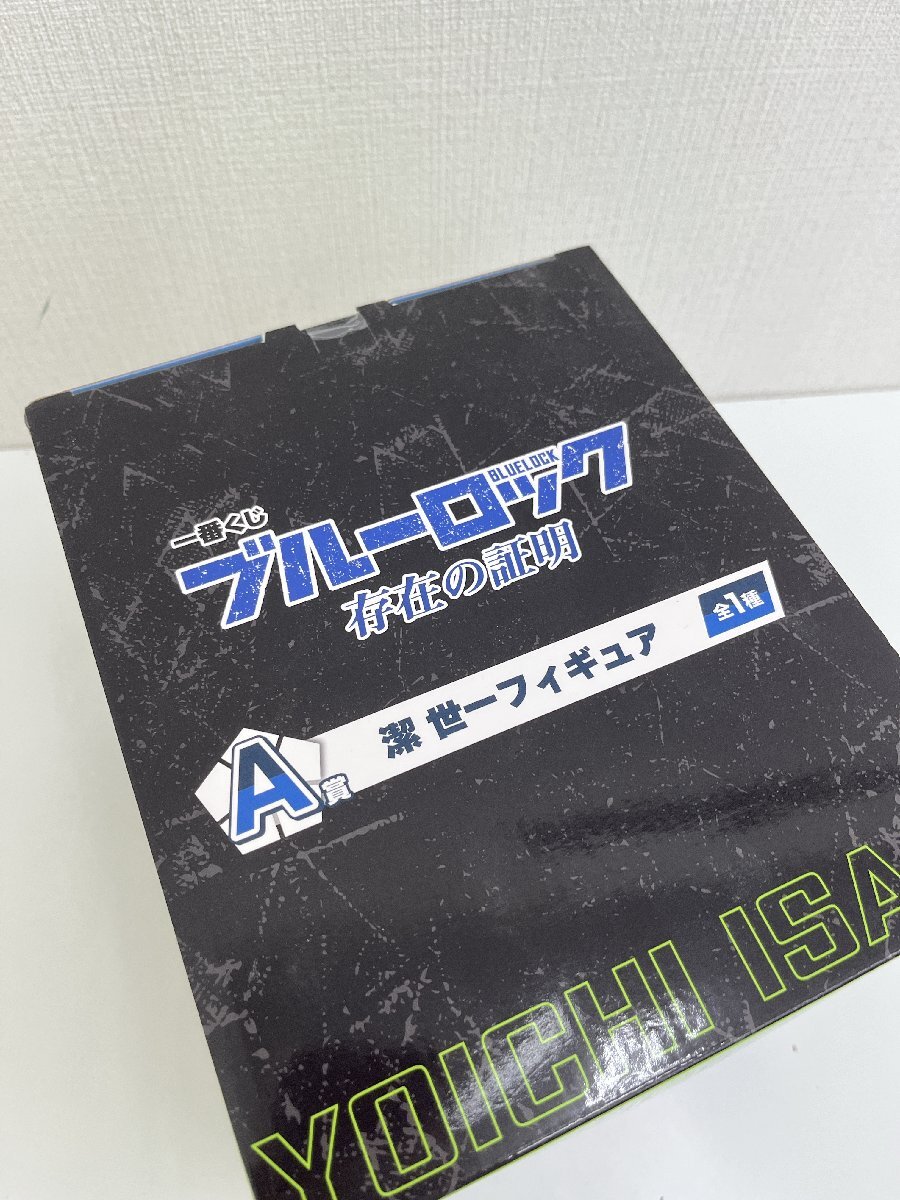 一番くじ
BLUELOCK
ブルーロック
存在の証明
A賞
潔 世一フィギュア
全1種
YOICHI ISA